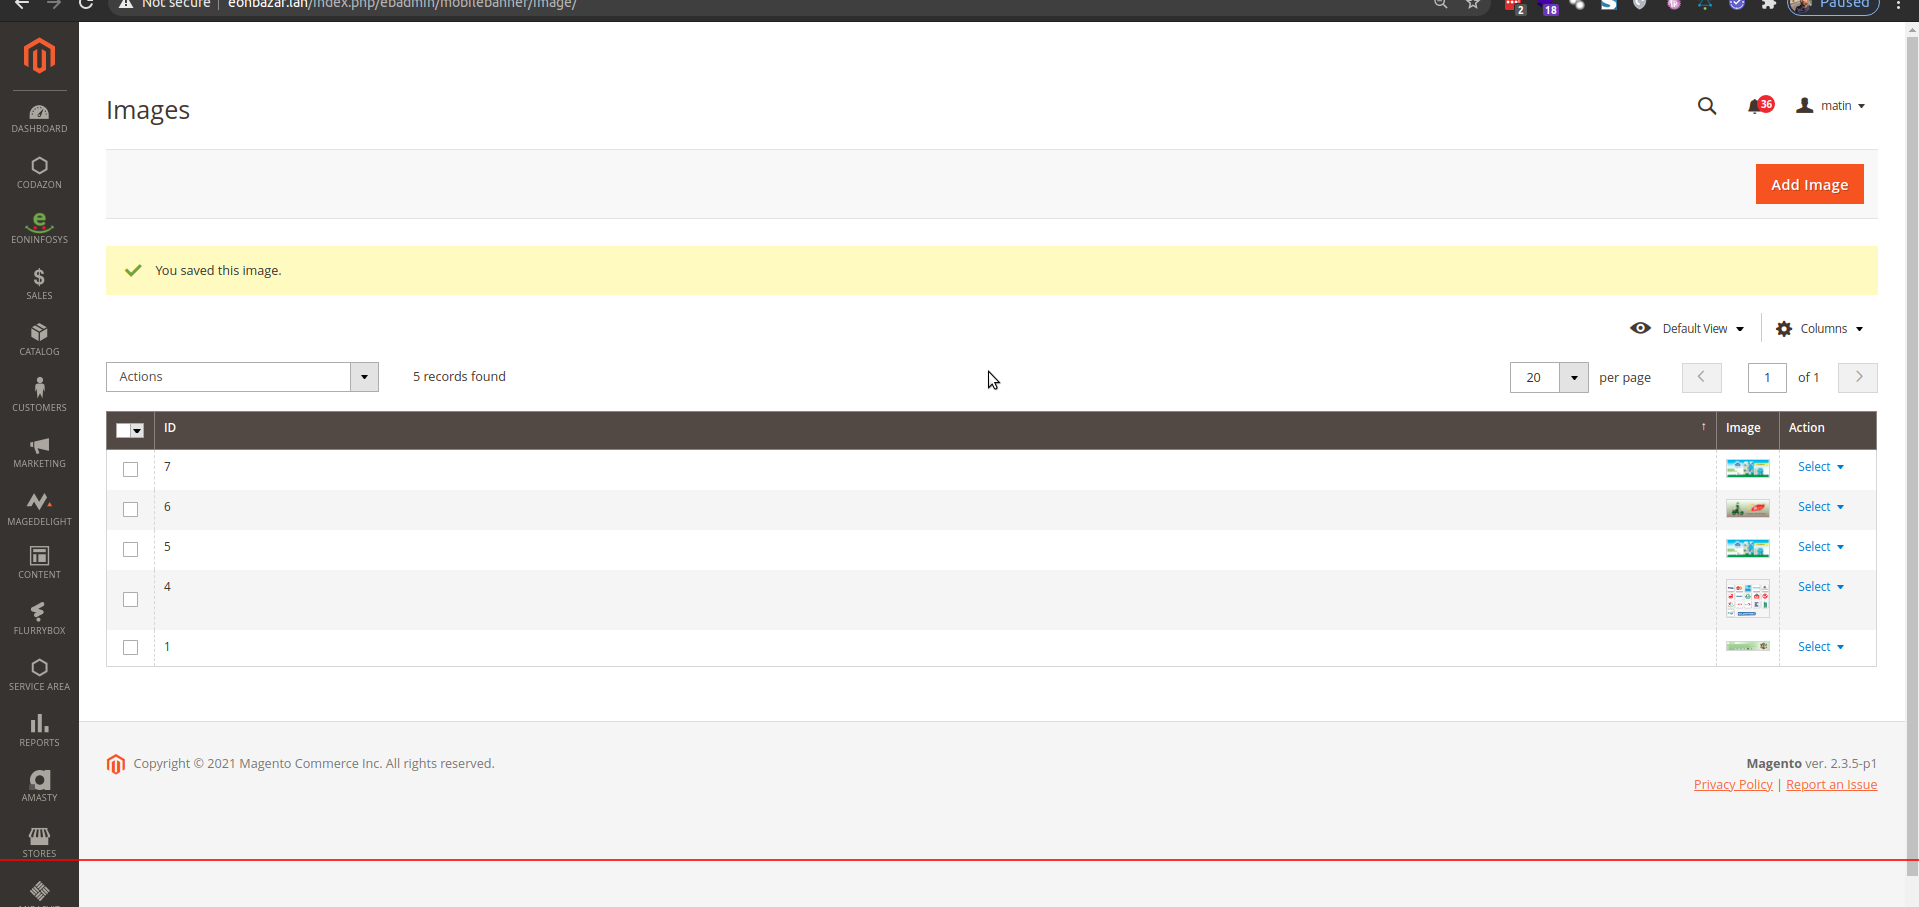 Not secure | eonbazar.lan/index.php/ebadmin/mobilebanner/image/
2
18
Paused
DASHBOARD
CODAZON
EONINFOSYS
SALES
CATALOG
CUSTOMERS
MARKETING
MAGEDELIGHT
CONTENT
FLURRYBOX
SERVICE AREA
REPORTS
AMASTY
STORES
Images
36
matin
Add Image
You saved this image.
Default View
Columns
Actions
5 records found
20
per page
1
of 1
ID ↑ Image Action
7 Select
6 Select
5 Select
4 Select
1 Select
Copyright © 2021 Magento Commerce Inc. All rights reserved.
Magento ver. 2.3.5-p1
Privacy Policy | Report an Issue